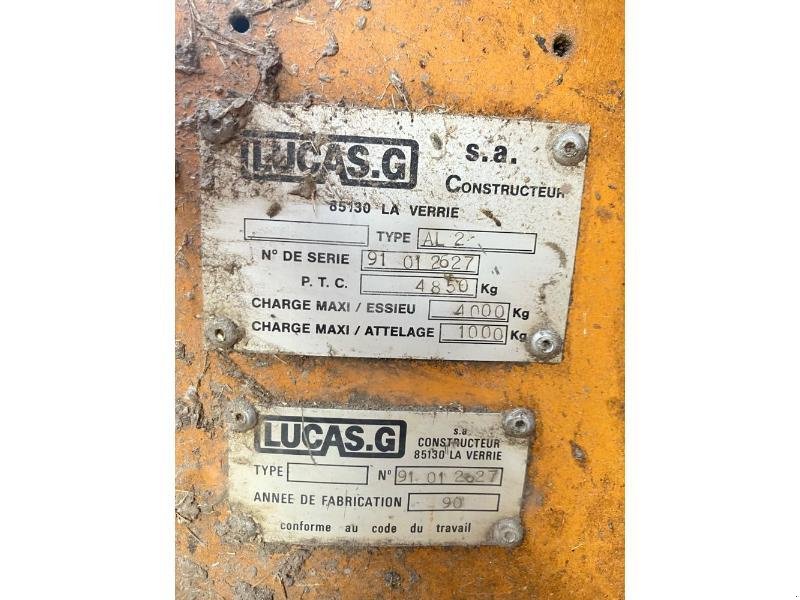 LUCAS.G s.a.
CONSTRUCTEUR
85130 LA VERRIE
TYPE AL 2
N° DE SERIE 91 01 2627
P. T. C. 4850 Kg
CHARGE MAXI / ESSIEU 4000 Kg
CHARGE MAXI / ATTELAGE 1000 Kg
LUCAS.G s.a.
CONSTRUCTEUR
85130 LA VERRIE
TYPE N° 91 01 2627
ANNEE DE FABRICATION 90
conforme au code du travail